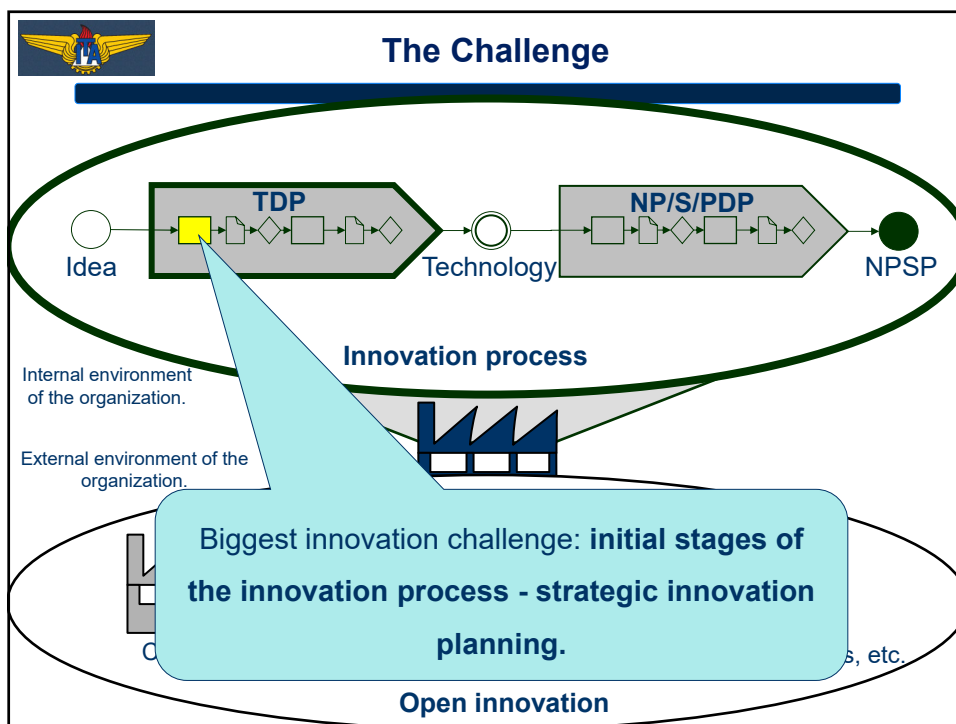 ITA
The Challenge
TDP
NP/S/PDP
Idea
Technology
NPSP
Innovation process
Internal environment
of the organization.
External environment of the
organization.
Biggest innovation challenge: initial stages of
the innovation process - strategic innovation
planning.
etc.
Open innovation